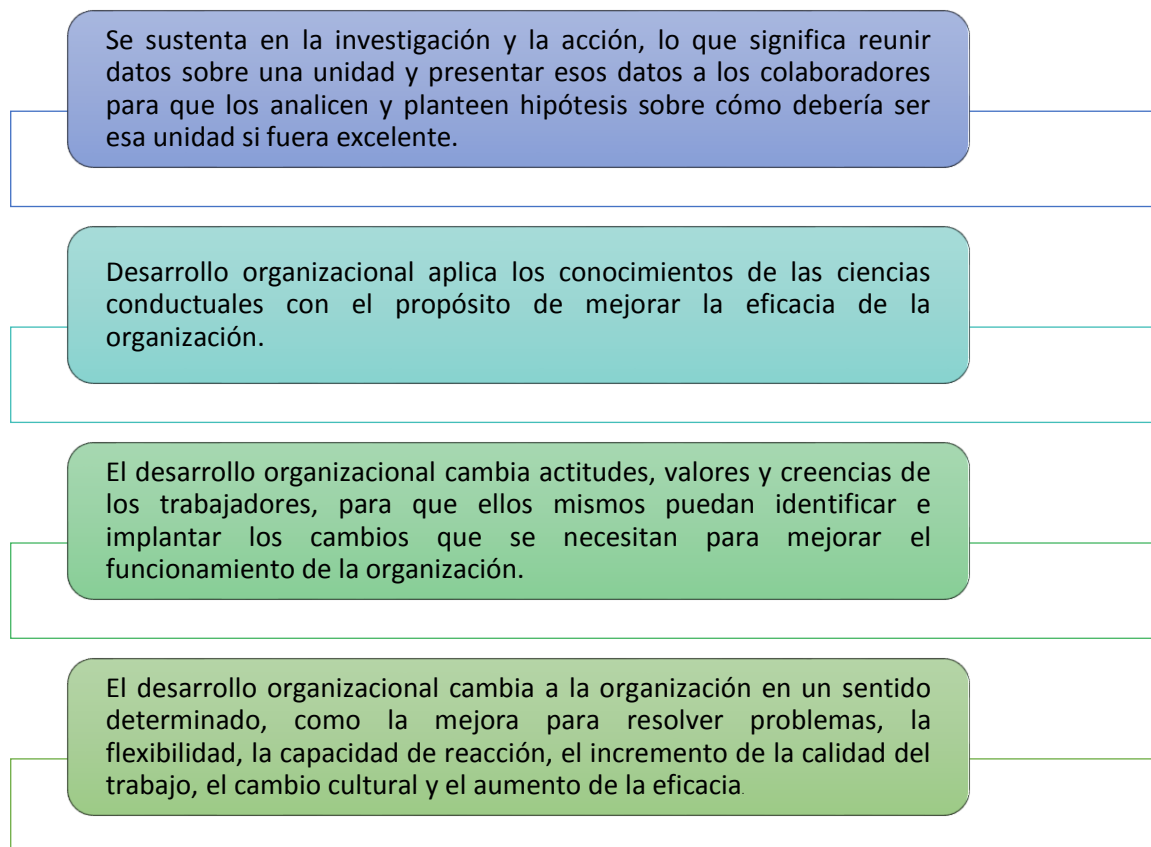 Se sustenta en la investigación y la acción, lo que significa reunir
datos sobre una unidad y presentar esos datos a los colaboradores
para que los analicen y planteen hipótesis sobre cómo debería ser
esa unidad si fuera excelente.
Desarrollo organizacional aplica los conocimientos de las ciencias
conductuales con el propósito de mejorar la eficacia de la
organización.
El desarrollo organizacional cambia actitudes, valores y creencias de
los trabajadores, para que ellos mismos puedan identificar e
implantar los cambios que se necesitan para mejorar el
funcionamiento de la organización.
El desarrollo organizacional cambia a la organización en un sentido
determinado, como la mejora para resolver problemas, la
flexibilidad, la capacidad de reacción, el incremento de la calidad del
trabajo, el cambio cultural y el aumento de la eficacia.